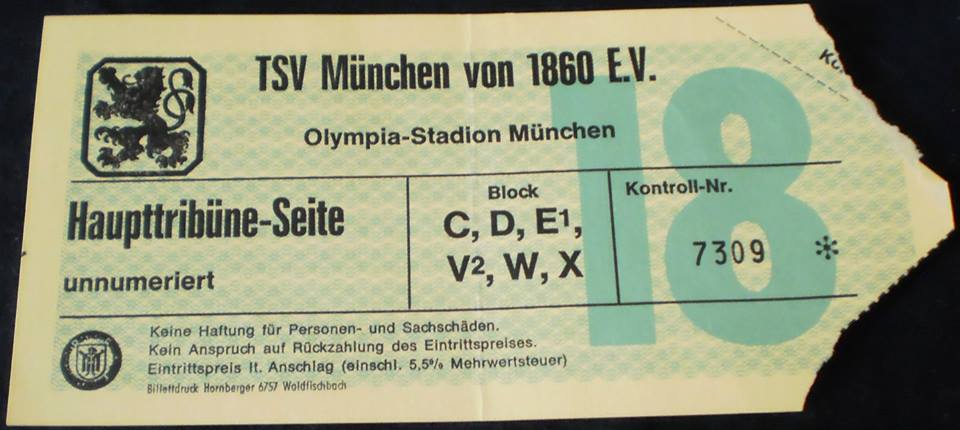 TSV München von 1860 E.V.
Olympia-Stadion München
18
Haupttribüne-Seite
unnumeriert
Block
C, D, E¹,
V², W, X
Kontroll-Nr.
7309 *
Keine Haftung für Personen- und Sachschäden.
Kein Anspruch auf Rückzahlung des Eintrittspreises.
Eintrittspreis lt. Anschlag (einschl. 5,5% Mehrwertsteuer)
Billettdruck Hornberger 6757 Waldfischbach